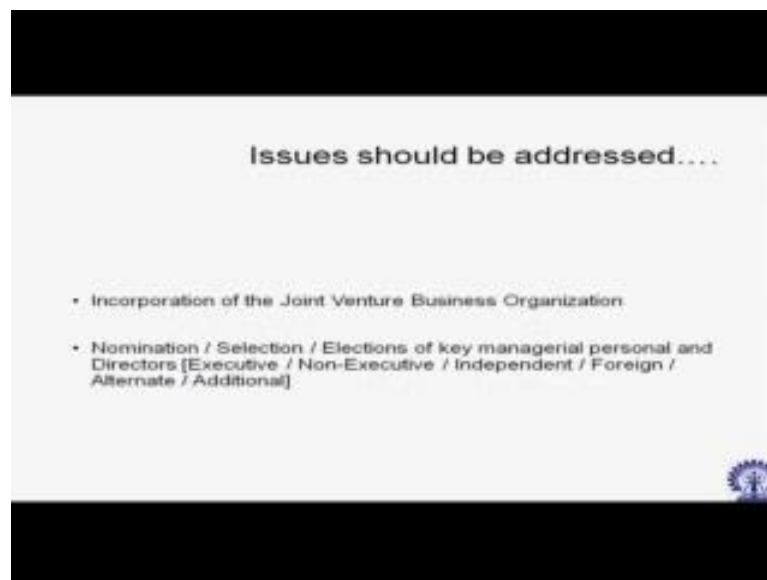 Issues should be addressed....
• Incorporation of the Joint Venture Business Organization
• Nomination / Selection / Elections of key managerial personal and
Directors [Executive / Non-Executive / Independent / Foreign /
Alternate / Additional]